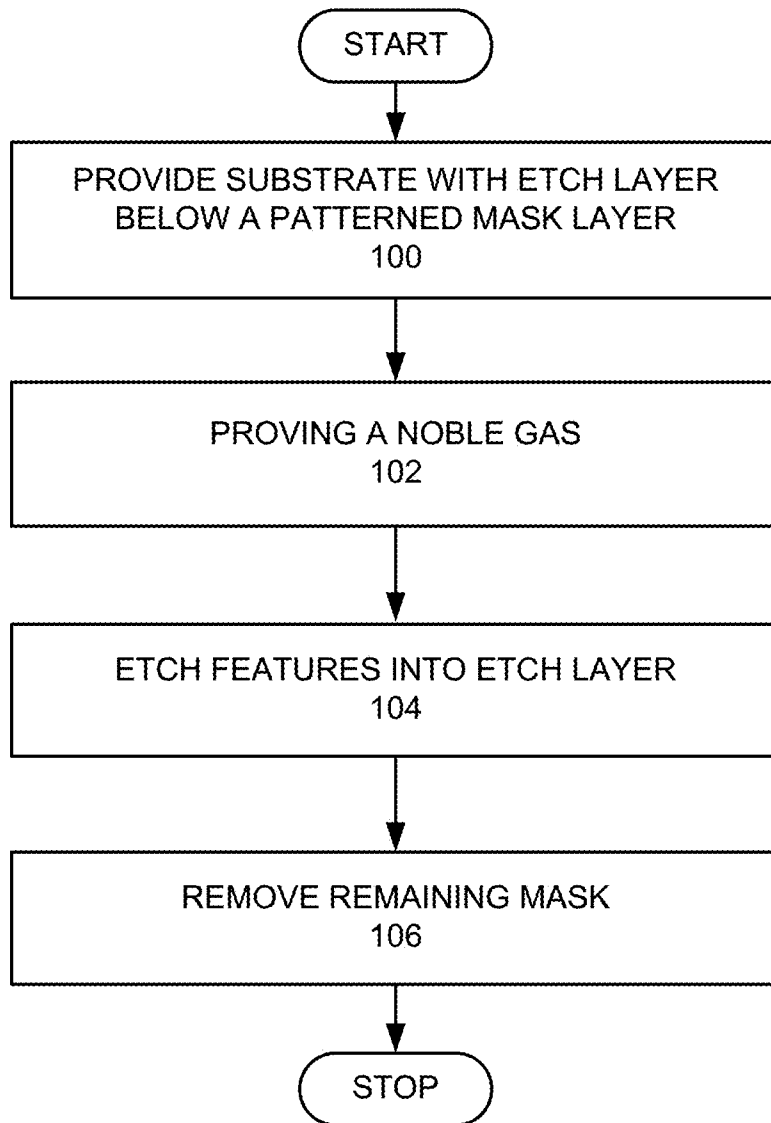 START
PROVIDE SUBSTRATE WITH ETCH LAYER
BELOW A PATTERNED MASK LAYER
100
PROVING A NOBLE GAS
102
ETCH FEATURES INTO ETCH LAYER
104
REMOVE REMAINING MASK
106
STOP